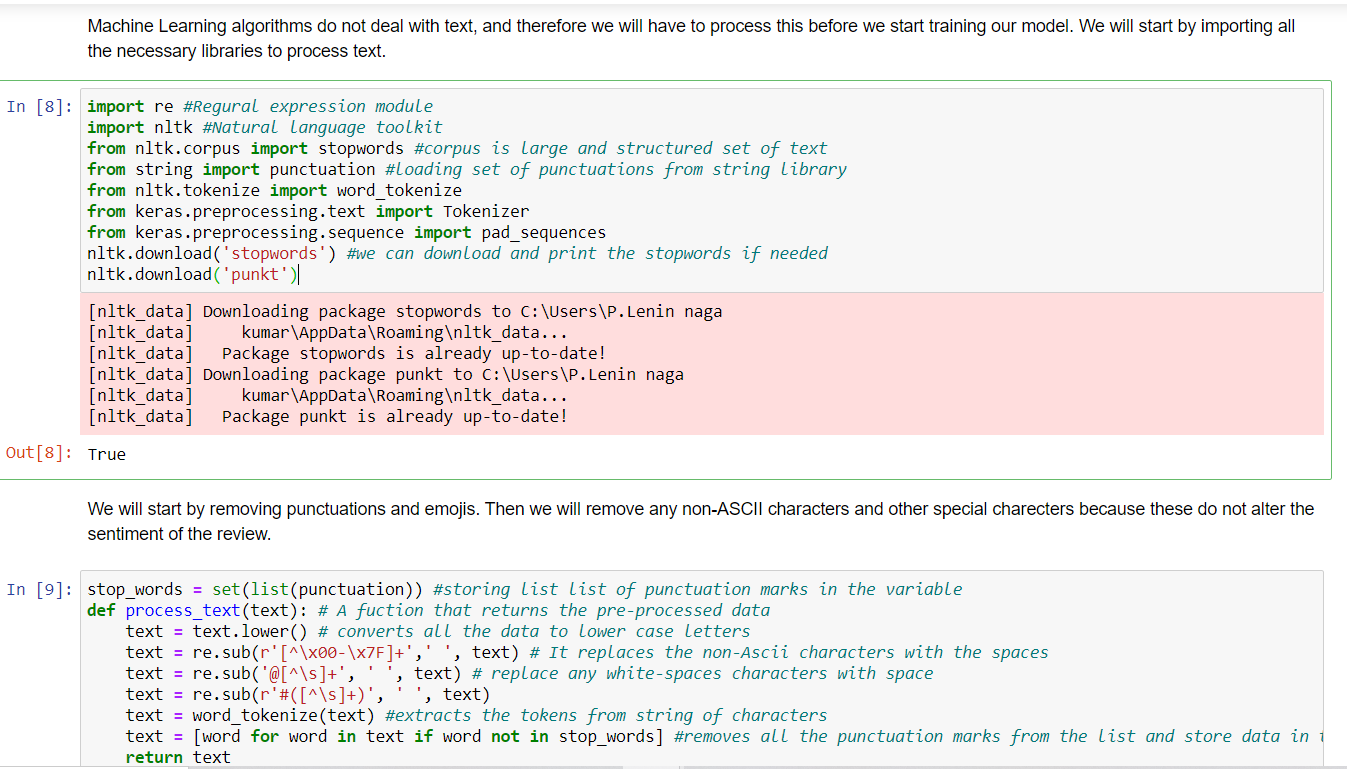 Machine Learning algorithms do not deal with text, and therefore we will have to process this before we start training our model. We will start by importing all
the necessary libraries to process text.
In [8]: import re #Regural expression module
import nltk #Natural language toolkit
from nltk.corpus import stopwords #corpus is large and structured set of text
from string import punctuation #loading set of punctuations from string library
from nltk.tokenize import word_tokenize
from keras.preprocessing.text import Tokenizer
from keras.preprocessing.sequence import pad_sequences
nltk.download('stopwords') #we can download and print the stopwords if needed
nltk.download('punkt')
[nltk_data] Downloading package stopwords to C:\Users\P.Lenin naga
[nltk_data]     kumar\AppData\Roaming\nltk_data...
[nltk_data]   Package stopwords is already up-to-date!
[nltk_data] Downloading package punkt to C:\Users\P.Lenin naga
[nltk_data]     kumar\AppData\Roaming\nltk_data...
[nltk_data]   Package punkt is already up-to-date!
Out[8]: True
We will start by removing punctuations and emojis. Then we will remove any non-ASCII characters and other special charecters because these do not alter the
sentiment of the review.
In [9]: stop_words = set(list(punctuation)) #storing list list of punctuation marks in the variable
def process_text(text): # A fuction that returns the pre-processed data
    text = text.lower() # converts all the data to lower case letters
    text = re.sub(r'[^\x00-\x7F]+',' ', text) # It replaces the non-Ascii characters with the spaces
    text = re.sub('@[^\s]+', ' ', text) # replace any white-spaces characters with space
    text = re.sub(r'#([^\s]+)', ' ', text)
    text = word_tokenize(text) #extracts the tokens from string of characters
    text = [word for word in text if word not in stop_words] #removes all the punctuation marks from the list and store data in
    return text